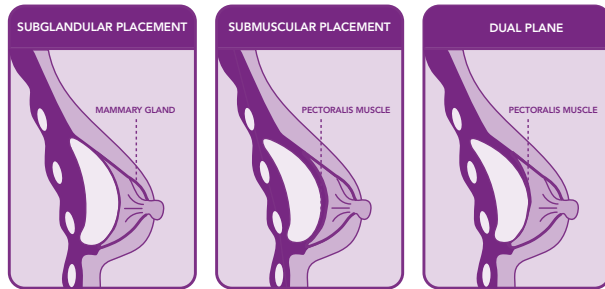 SUBGLANDULAR PLACEMENT
MAMMARY GLAND
SUBMUSCULAR PLACEMENT
PECTORALIS MUSCLE
DUAL PLANE
PECTORALIS MUSCLE